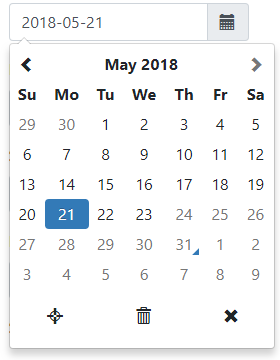 2018-05-21
May 2018
Su Mo Tu We Th Fr Sa
29 30 1 2 3 4 5
6 7 8 9 10 11 12
13 14 15 16 17 18 19
20 21 22 23 24 25 26
27 28 29 30 31 1 2
3 4 5 6 7 8 9